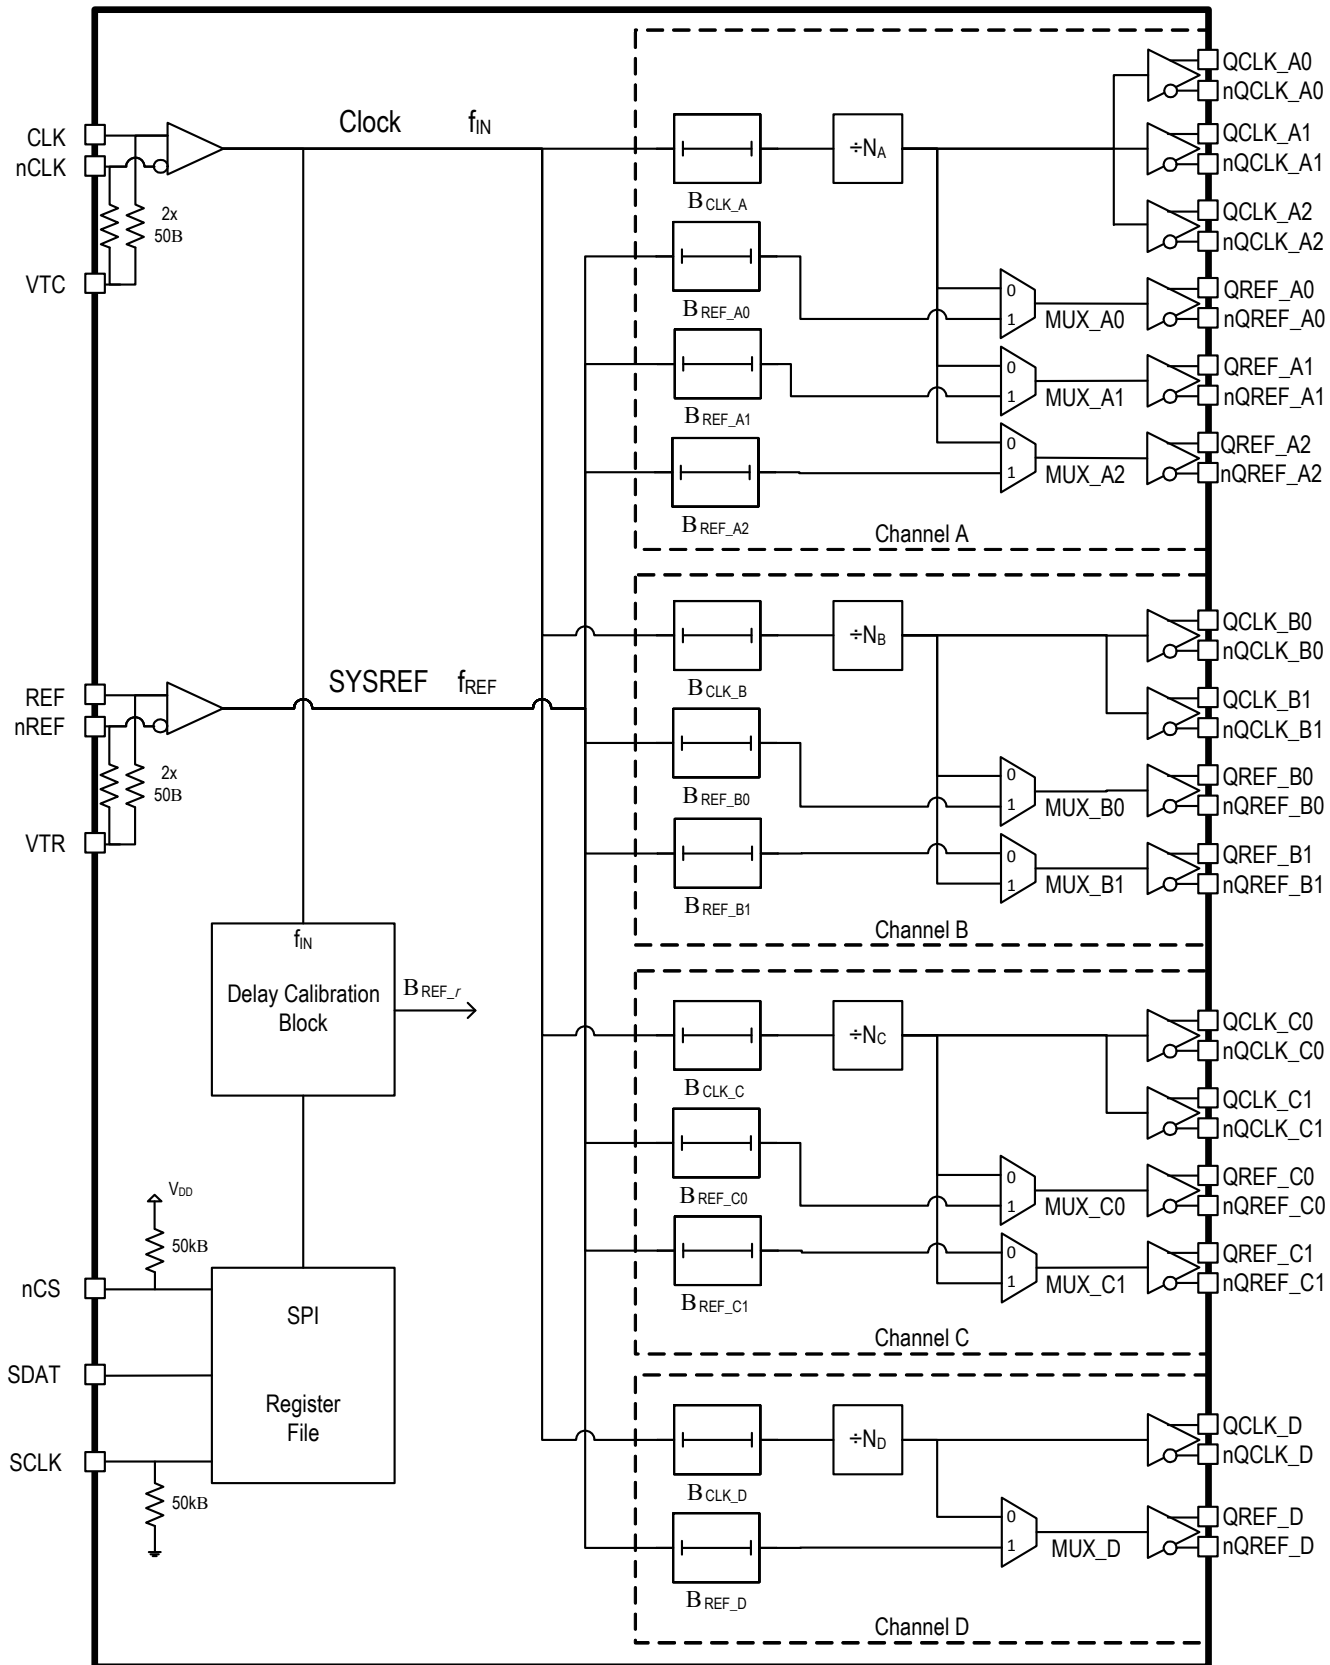 CLK
nCLK
2x
50B
VTC
Clock fIN
REF
nREF
2x
50B
VTR
SYSREF fREF
fIN
Delay Calibration
Block
BREF_r
VDD
50kB
nCS
SDAT
SCLK
SPI
Register
File
50kB
BCLK_A
÷NA
BREF_A0
BREF_A1
BREF_A2
0
1
MUX_A0
0
1
MUX_A1
0
1
MUX_A2
QCLK_A0
nQCLK_A0
QCLK_A1
nQCLK_A1
QCLK_A2
nQCLK_A2
QREF_A0
nQREF_A0
QREF_A1
nQREF_A1
QREF_A2
nQREF_A2
Channel A
BCLK_B
÷NB
BREF_B0
BREF_B1
0
1
MUX_B0
0
1
MUX_B1
QCLK_B0
nQCLK_B0
QCLK_B1
nQCLK_B1
QREF_B0
nQREF_B0
QREF_B1
nQREF_B1
Channel B
BCLK_C
÷NC
BREF_C0
BREF_C1
0
1
MUX_C0
0
1
MUX_C1
QCLK_C0
nQCLK_C0
QCLK_C1
nQCLK_C1
QREF_C0
nQREF_C0
QREF_C1
nQREF_C1
Channel C
BCLK_D
÷ND
BREF_D
0
1
MUX_D
QCLK_D
nQCLK_D
QREF_D
nQREF_D
Channel D